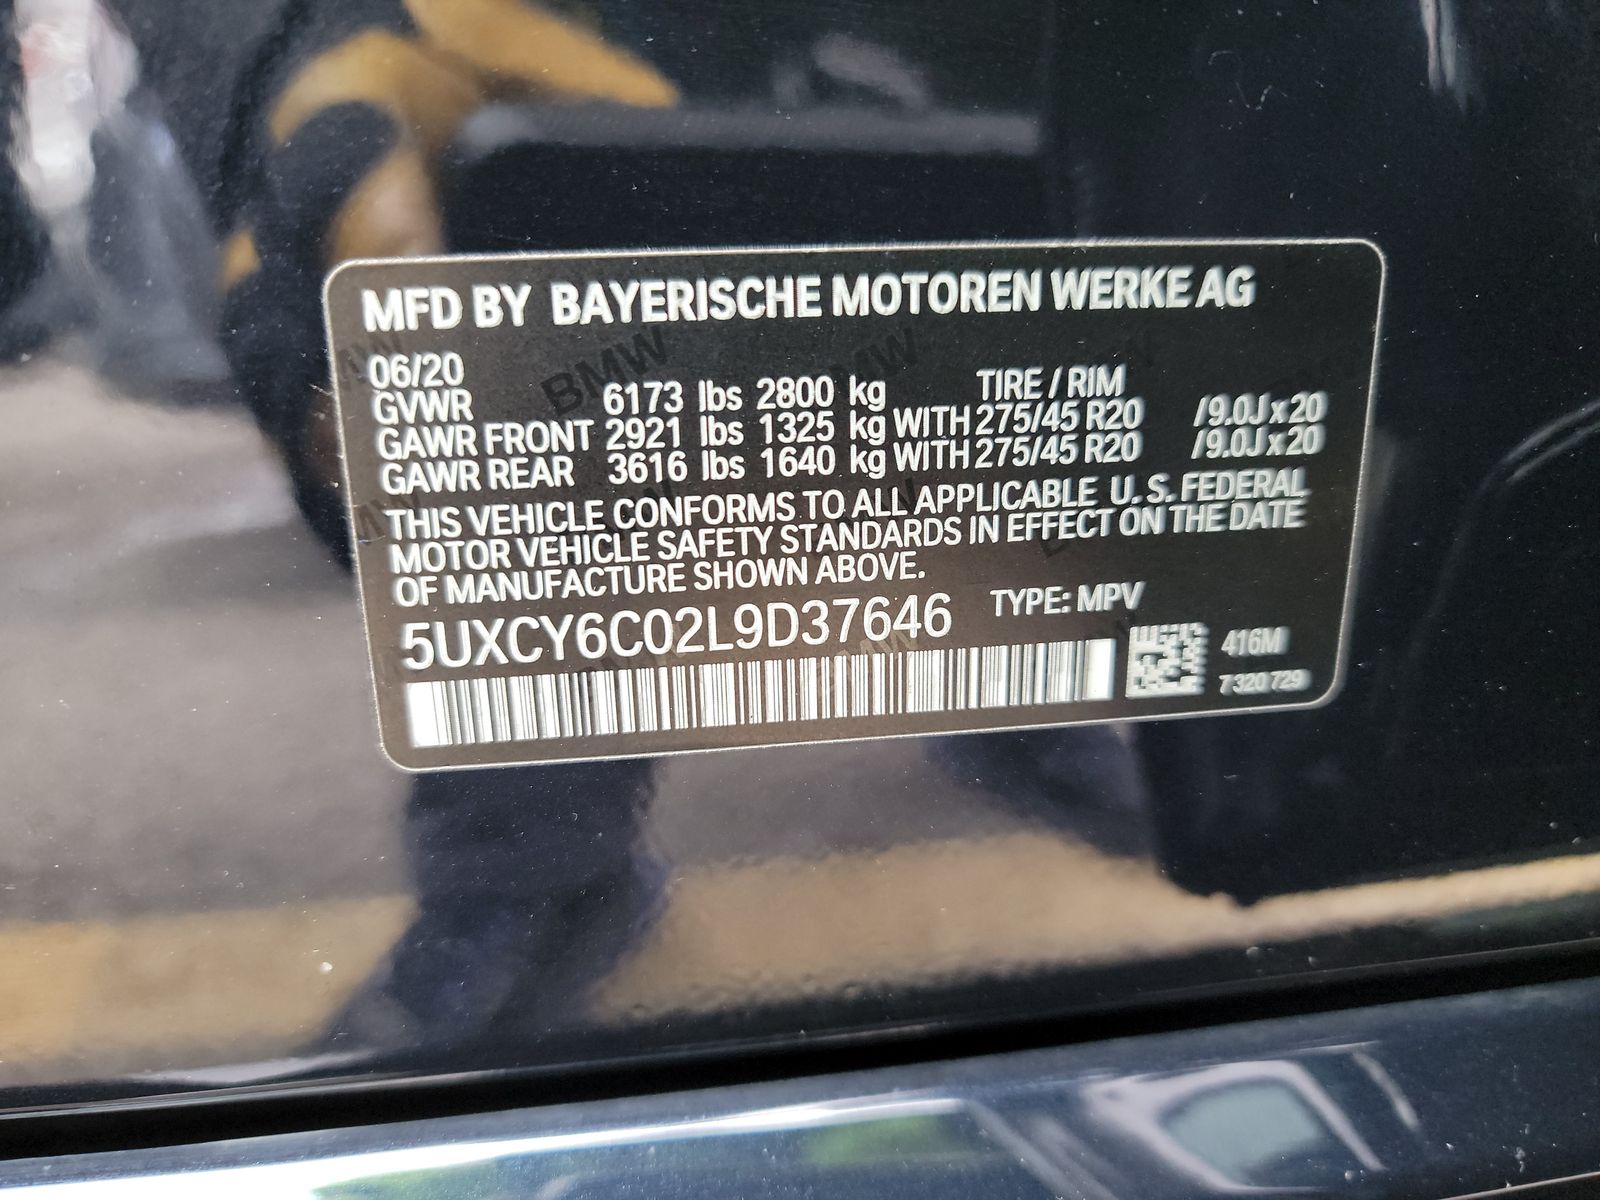 MFD BY BAYERISCHE MOTOREN WERKE AG
06/20
GVWR 6173 lbs 2800 kg TIRE / RIM
GAWR FRONT 2921 lbs 1325 kg WITH 275/45 R20 /9.0J x 20
GAWR REAR 3616 lbs 1640 kg WITH 275/45 R20 /9.0J x 20
THIS VEHICLE CONFORMS TO ALL APPLICABLE U. S. FEDERAL
MOTOR VEHICLE SAFETY STANDARDS IN EFFECT ON THE DATE
OF MANUFACTURE SHOWN ABOVE.
5UXCY6C02L9D37646 TYPE: MPV
416M
7 320 729
BMW